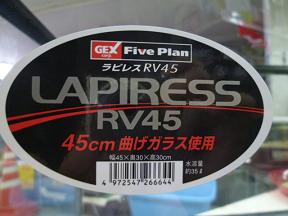 GEX corp. Five Plan
ラピレスRV45
LAPIRESS
RV45
45cm 曲げガラス使用
幅45×奥30×高30cm
水容量
約35ℓ
4 972547 266644